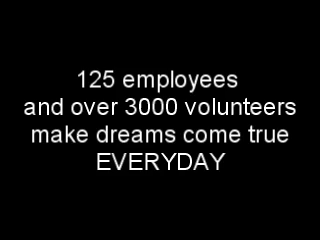 125 employees
and over 3000 volunteers
make dreams come true
EVERYDAY